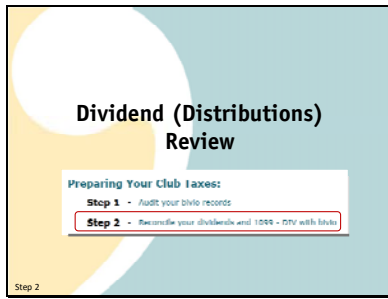 Dividend (Distributions)
Review
Preparing Your Club Taxes:
Step 1 - Audit your bivio records
Step 2 - Reconcile your dividends and 1099 - DIV with bivio
Step 2